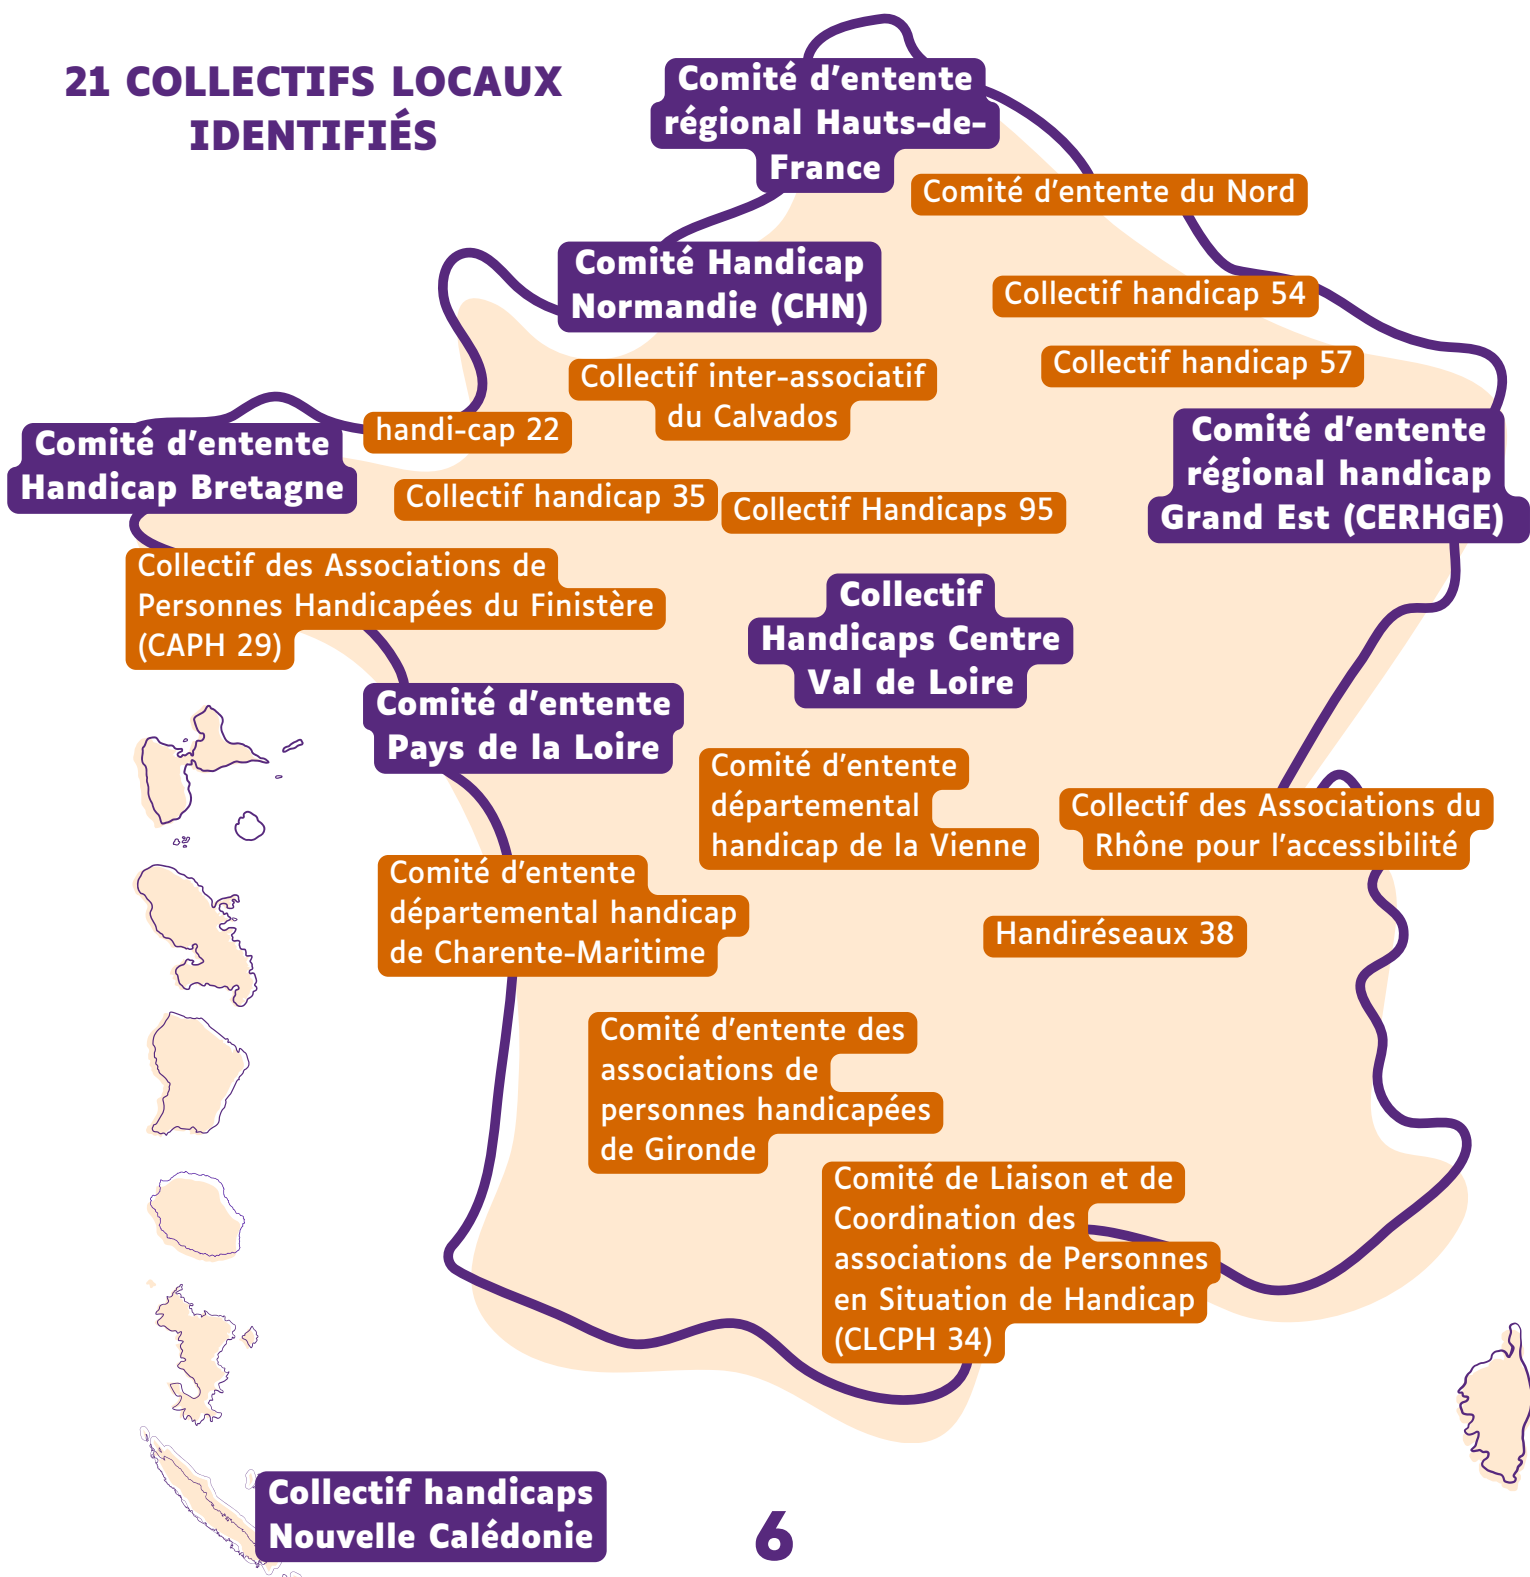 21 COLLECTIFS LOCAUX
IDENTIFIÉS
Comité d'entente
régional Hauts-de-
France
Comité d'entente du Nord
Comité Handicap
Normandie (CHN)
Collectif handicap 54
Collectif handicap 57
Collectif inter-associatif
du Calvados
handi-cap 22
Comité d'entente
Handicap Bretagne
Comité d'entente
régional handicap
Grand Est (CERHGE)
Collectif handicap 35
Collectif Handicaps 95
Collectif des Associations de
Personnes Handicapées du Finistère
(CAPH 29)
Collectif
Handicaps Centre
Val de Loire
Comité d'entente
Pays de la Loire
Comité d'entente
départemental
handicap de la Vienne
Collectif des Associations du
Rhône pour l'accessibilité
Comité d'entente
départemental handicap
de Charente-Maritime
Handiréseaux 38
Comité d'entente des
associations de
personnes handicapées
de Gironde
Comité de Liaison et de
Coordination des
associations de Personnes
en Situation de Handicap
(CLCPH 34)
Collectif handicaps
Nouvelle Calédonie
6